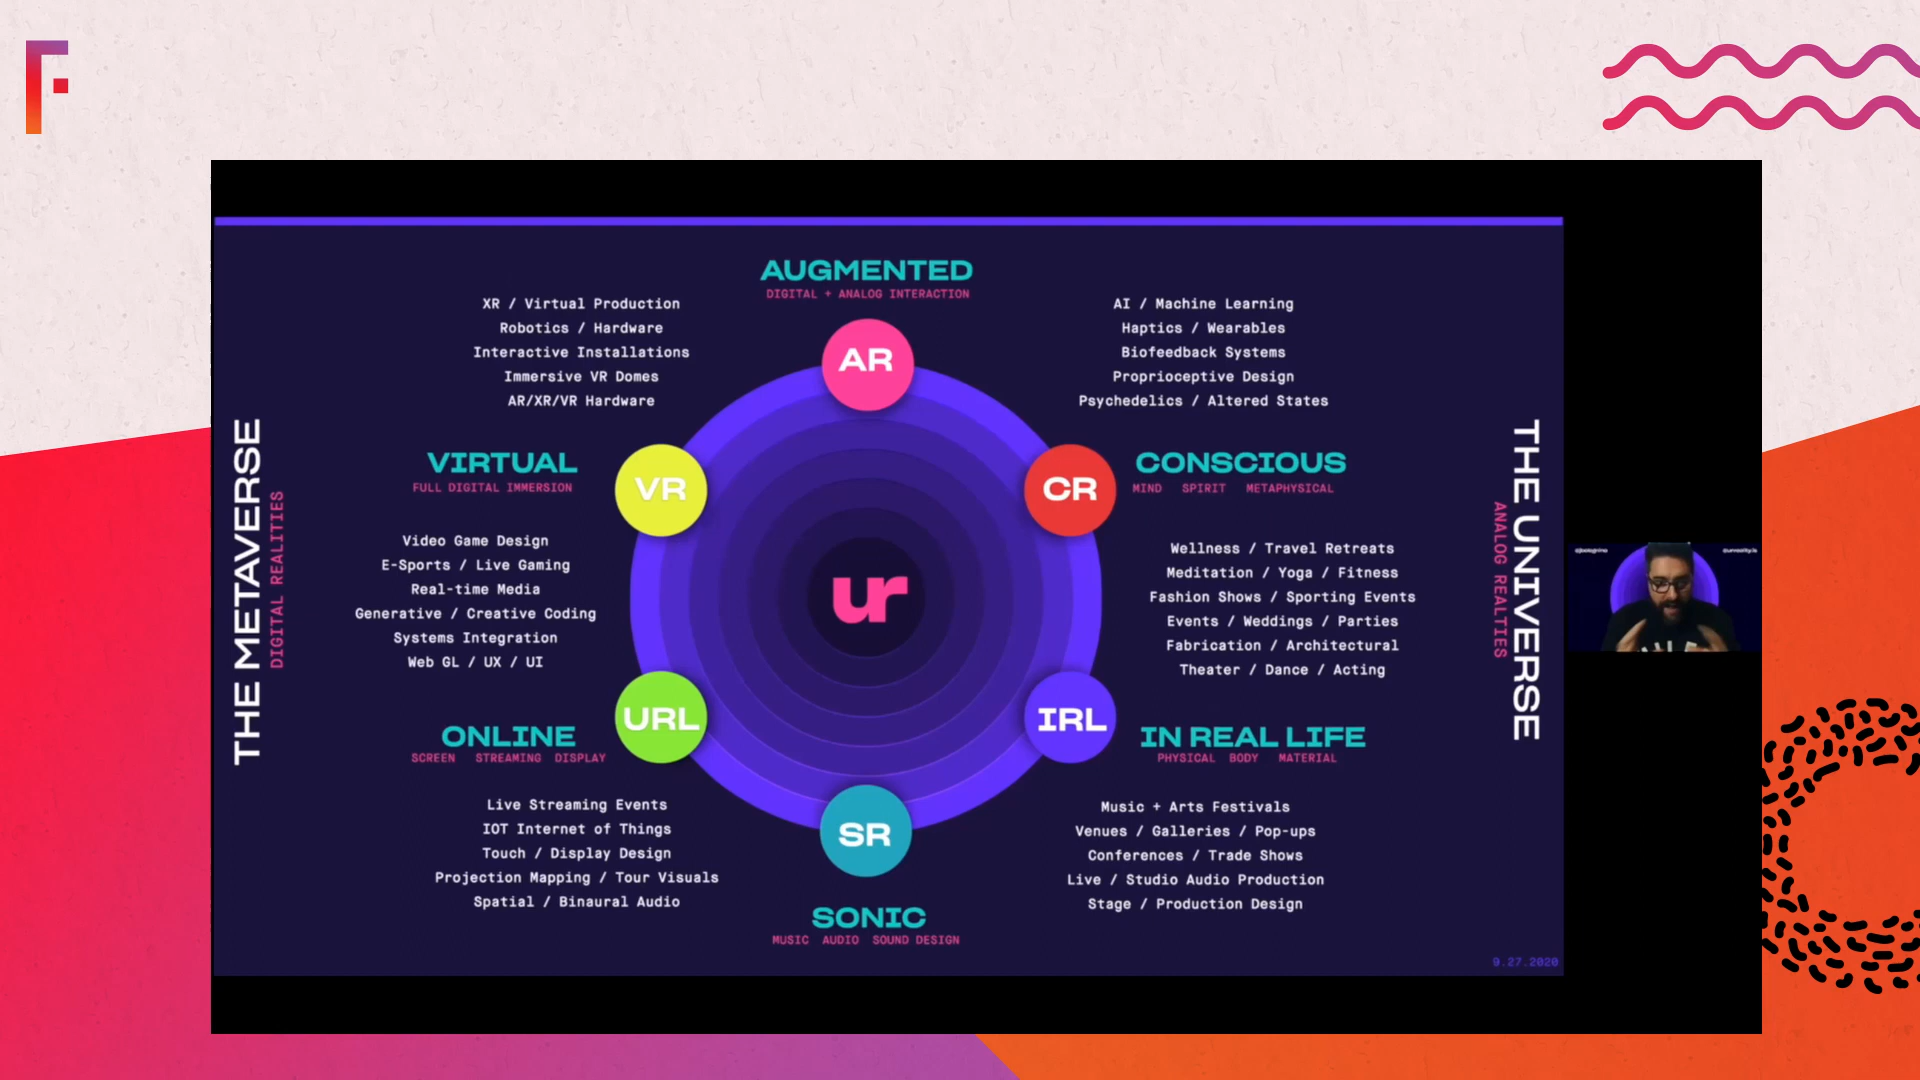 F.
AUGMENTED
DIGITAL + ANALOG INTERACTION
XR / Virtual Production
Robotics / Hardware
Interactive Installations
Immersive VR Domes
AR/XR/VR Hardware
AI / Machine Learning
Haptics / Wearables
Biofeedback Systems
Proprioceptive Design
Psychedelics / Altered States
AR
THE METAVERSE
DIGITAL REALITIES
VIRTUAL
FULL DIGITAL IMMERSION
VR
CR
CONSCIOUS
MIND SPIRIT METAPHYSICAL
THE UNIVERSE
ANALOG REALTIES
Video Game Design
E-Sports / Live Gaming
Real-time Media
Generative / Creative Coding
Systems Integration
Web GL / UX / UI
ur
Wellness / Travel Retreats
Meditation / Yoga / Fitness
Fashion Shows / Sporting Events
Events / Weddings / Parties
Fabrication / Architectural
Theater / Dance / Acting
ONLINE
SCREEN STREAMING DISPLAY
URL
IRL
IN REAL LIFE
PHYSICAL BODY MATERIAL
Live Streaming Events
IOT Internet of Things
Touch / Display Design
Projection Mapping / Tour Visuals
Spatial / Binaural Audio
SR
SONIC
MUSIC AUDIO SOUND DESIGN
Music + Arts Festivals
Venues / Galleries / Pop-ups
Conferences / Trade Shows
Live / Studio Audio Production
Stage / Production Design
9.27.2020